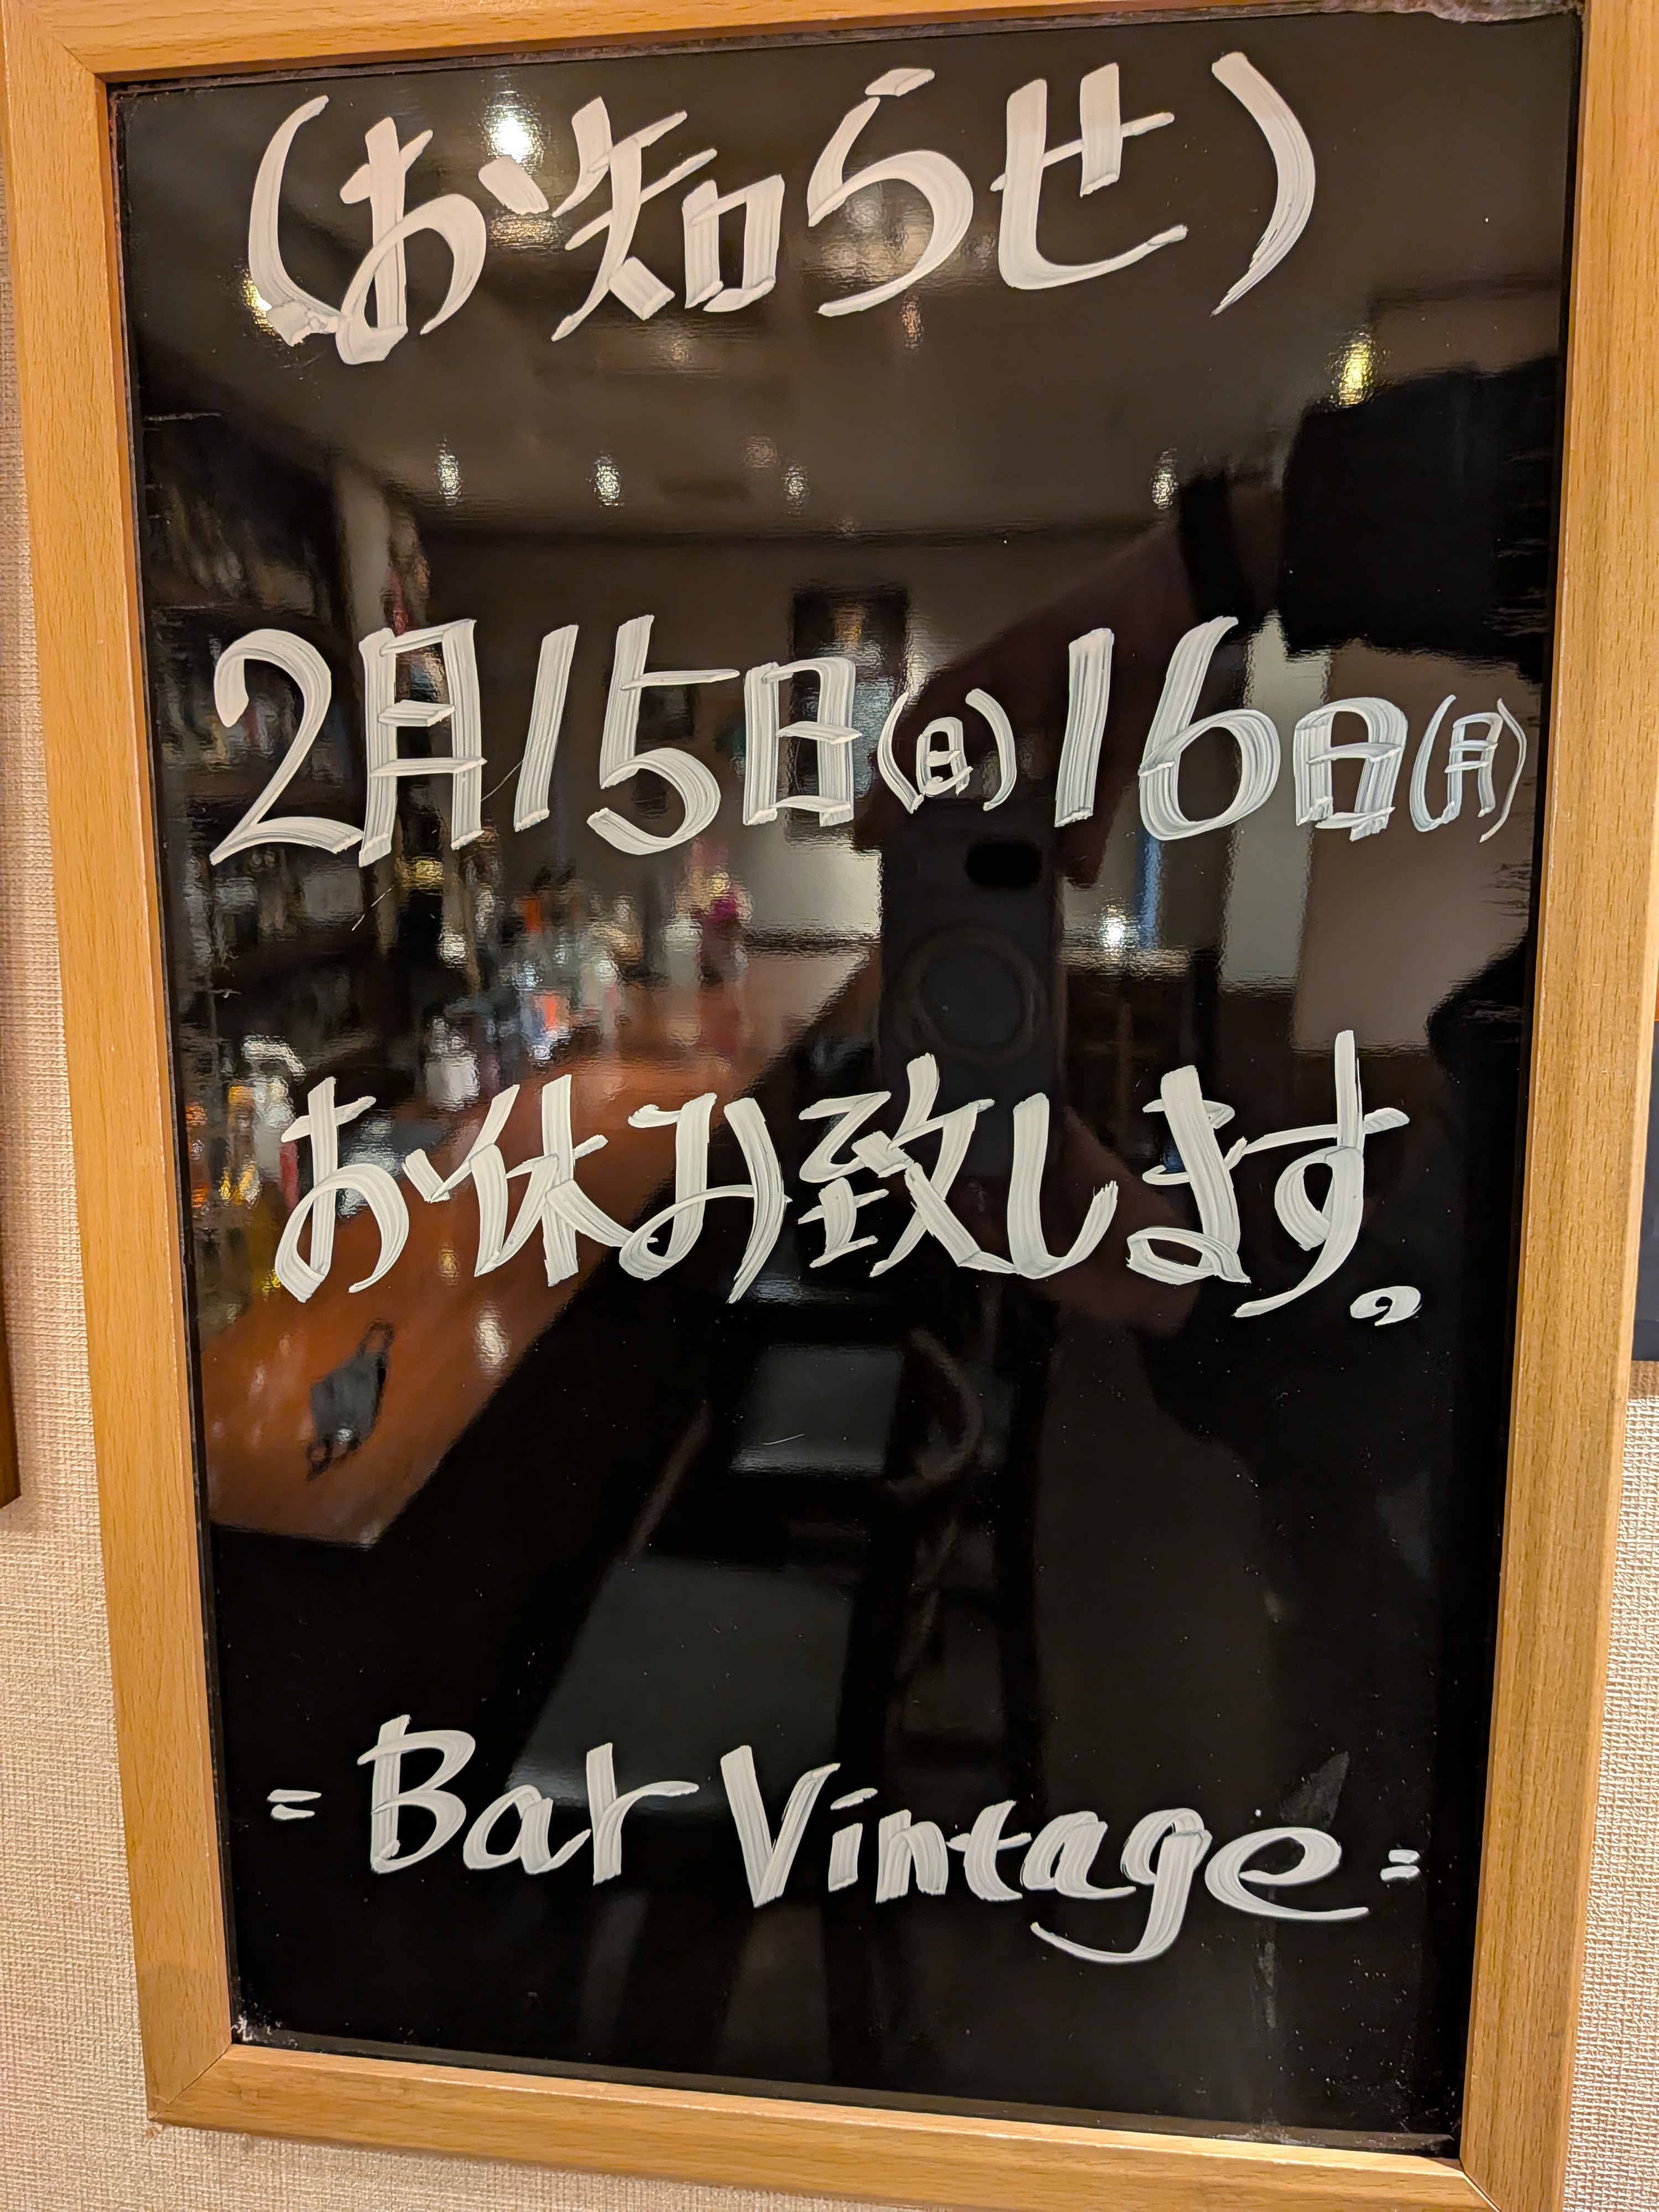 (お知らせ)
2月15日(日)16日(月)
お休み致します。
=Bar Vintage=